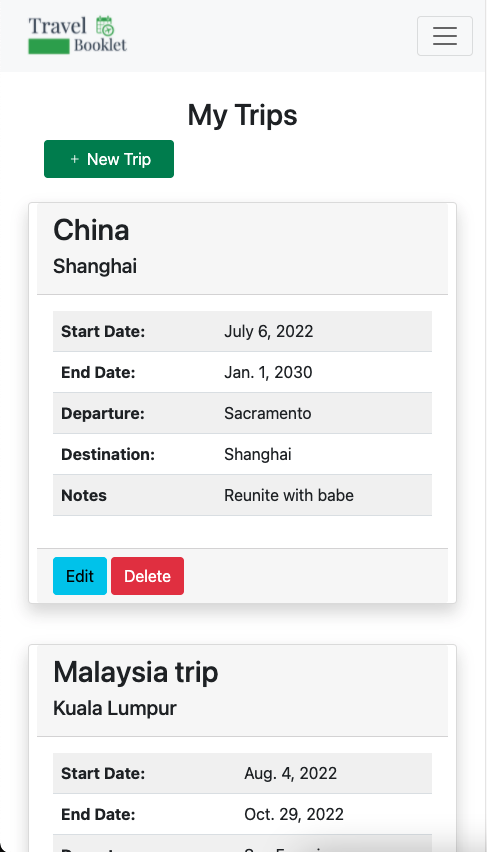 Travel
Booklet
My Trips
+ New Trip
China
Shanghai
Start Date: July 6, 2022
End Date: Jan. 1, 2030
Departure: Sacramento
Destination: Shanghai
Notes Reunite with babe
Edit Delete
Malaysia trip
Kuala Lumpur
Start Date: Aug. 4, 2022
End Date: Oct. 29, 2022